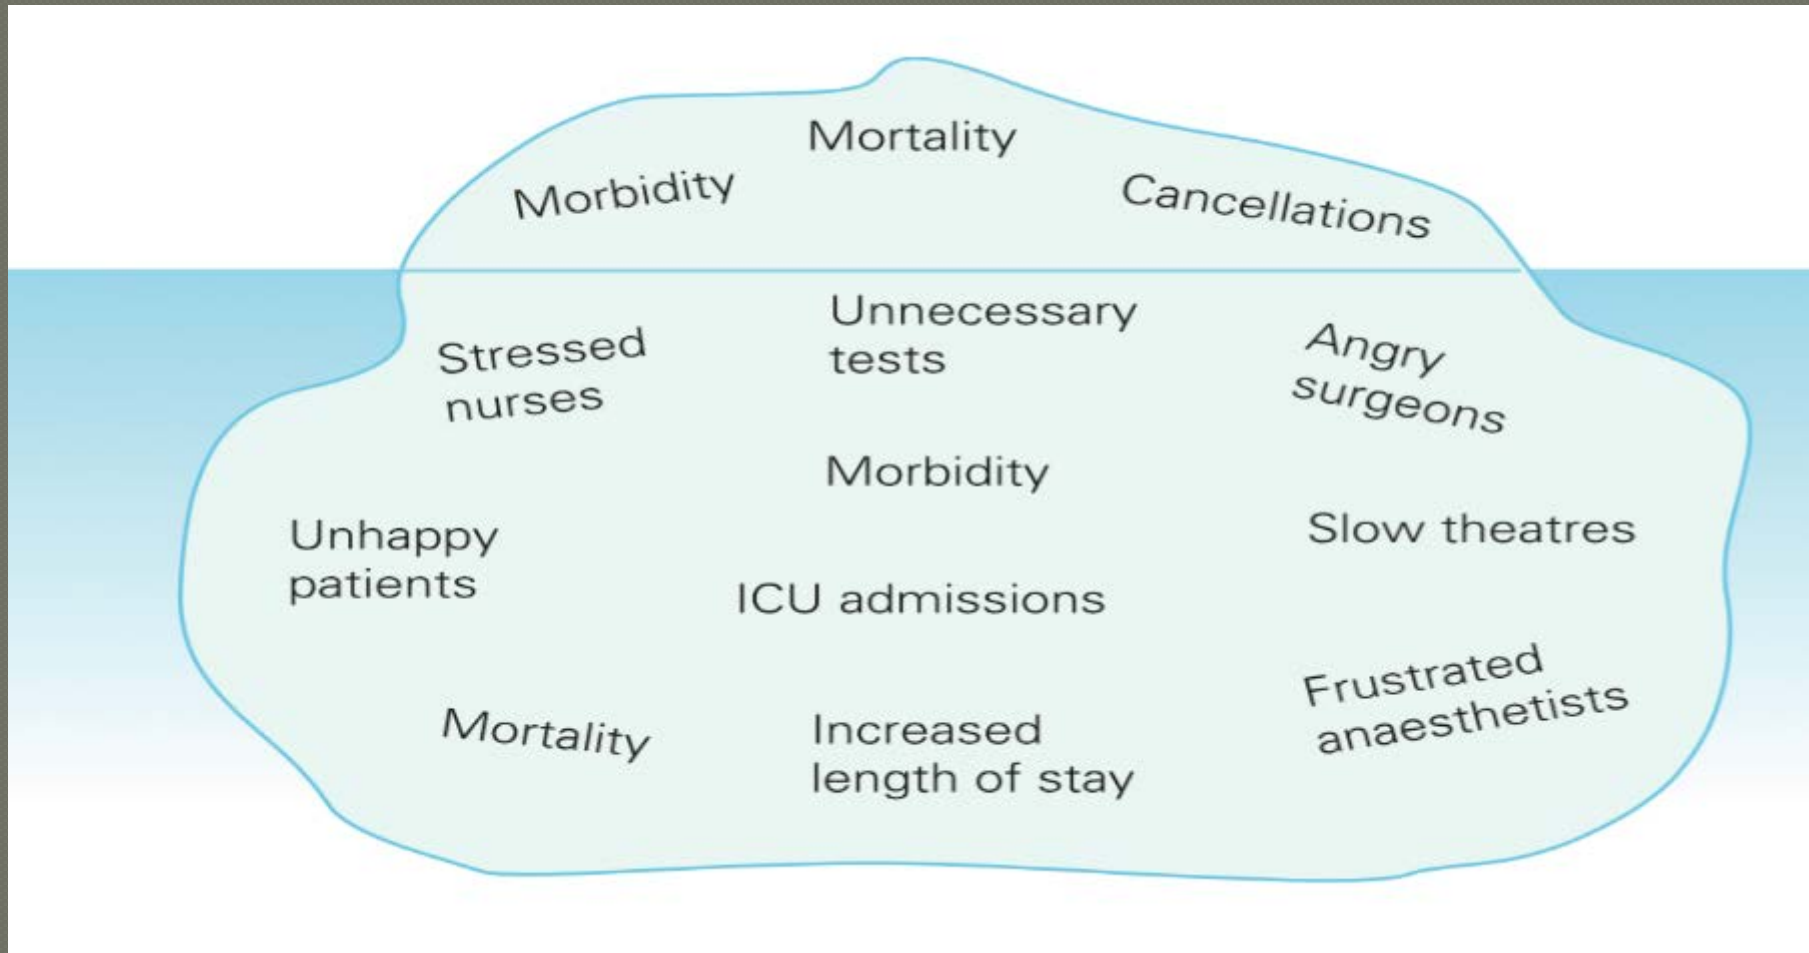 Mortality
Morbidity
Cancellations
Unnecessary
tests
Stressed
nurses
Angry
surgeons
Morbidity
Unhappy
patients
Slow theatres
ICU admissions
Frustrated
anaesthetists
Mortality
Increased
length of stay